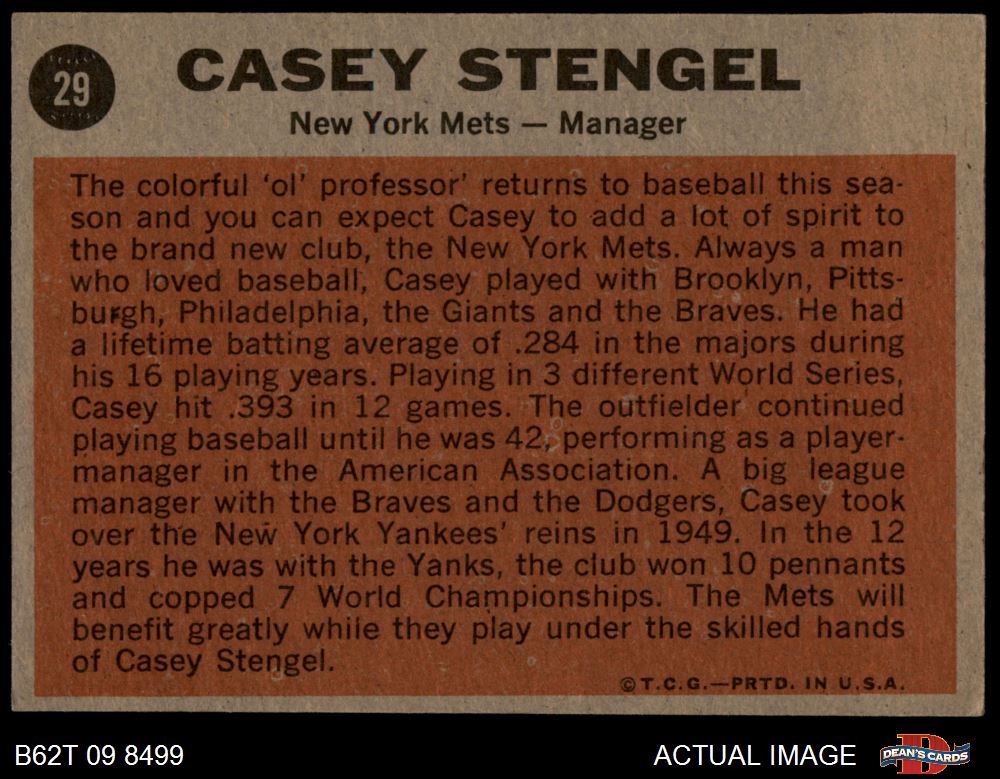 29
CASEY STENGEL
New York Mets — Manager
The colorful ‘ol’ professor’ returns to baseball this sea-
son and you can expect Casey to add a lot of spirit to
the brand new club, the New York Mets. Always a man
who loved baseball, Casey played with Brooklyn, Pitts-
burgh, Philadelphia, the Giants and the Braves. He had
a lifetime batting average of .284 in the majors during
his 16 playing years. Playing in 3 different World Series,
Casey hit .393 in 12 games. The outfielder continued
playing baseball until he was 42, performing as a player-
manager in the American Association. A big league
manager with the Braves and the Dodgers, Casey took
over the New York Yankees’ reins in 1949. In the 12
years he was with the Yanks, the club won 10 pennants
and copped 7 World Championships. The Mets will
benefit greatly while they play under the skilled hands
of Casey Stengel.
©T.C.G.—PRTD. IN U.S.A.
B62T 09 8499
ACTUAL IMAGE
DEAN'S CARDS